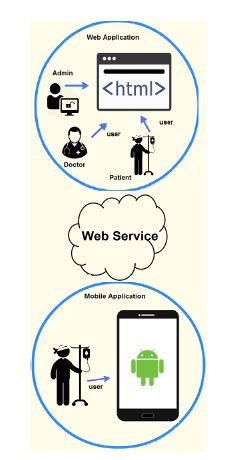 Web Application
Admin
<html>
user
user
Doctor
Patient
Web Service
Mobile Application
user